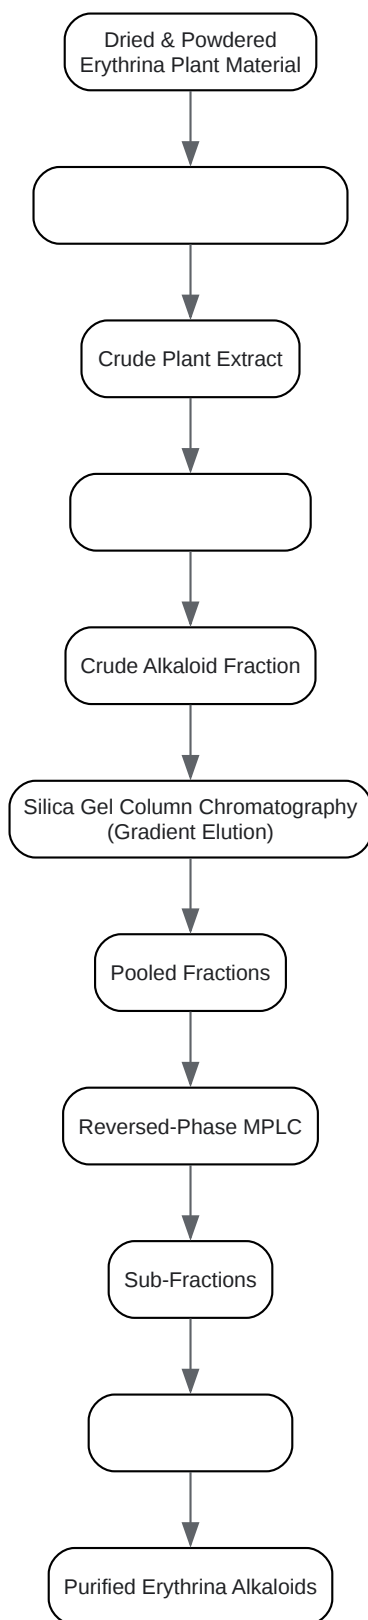 Dried & Powdered
Erythrina Plant Material
Crude Plant Extract
Crude Alkaloid Fraction
Silica Gel Column Chromatography
(Gradient Elution)
Pooled Fractions
Reversed-Phase MPLC
Sub-Fractions
Purified Erythrina Alkaloids